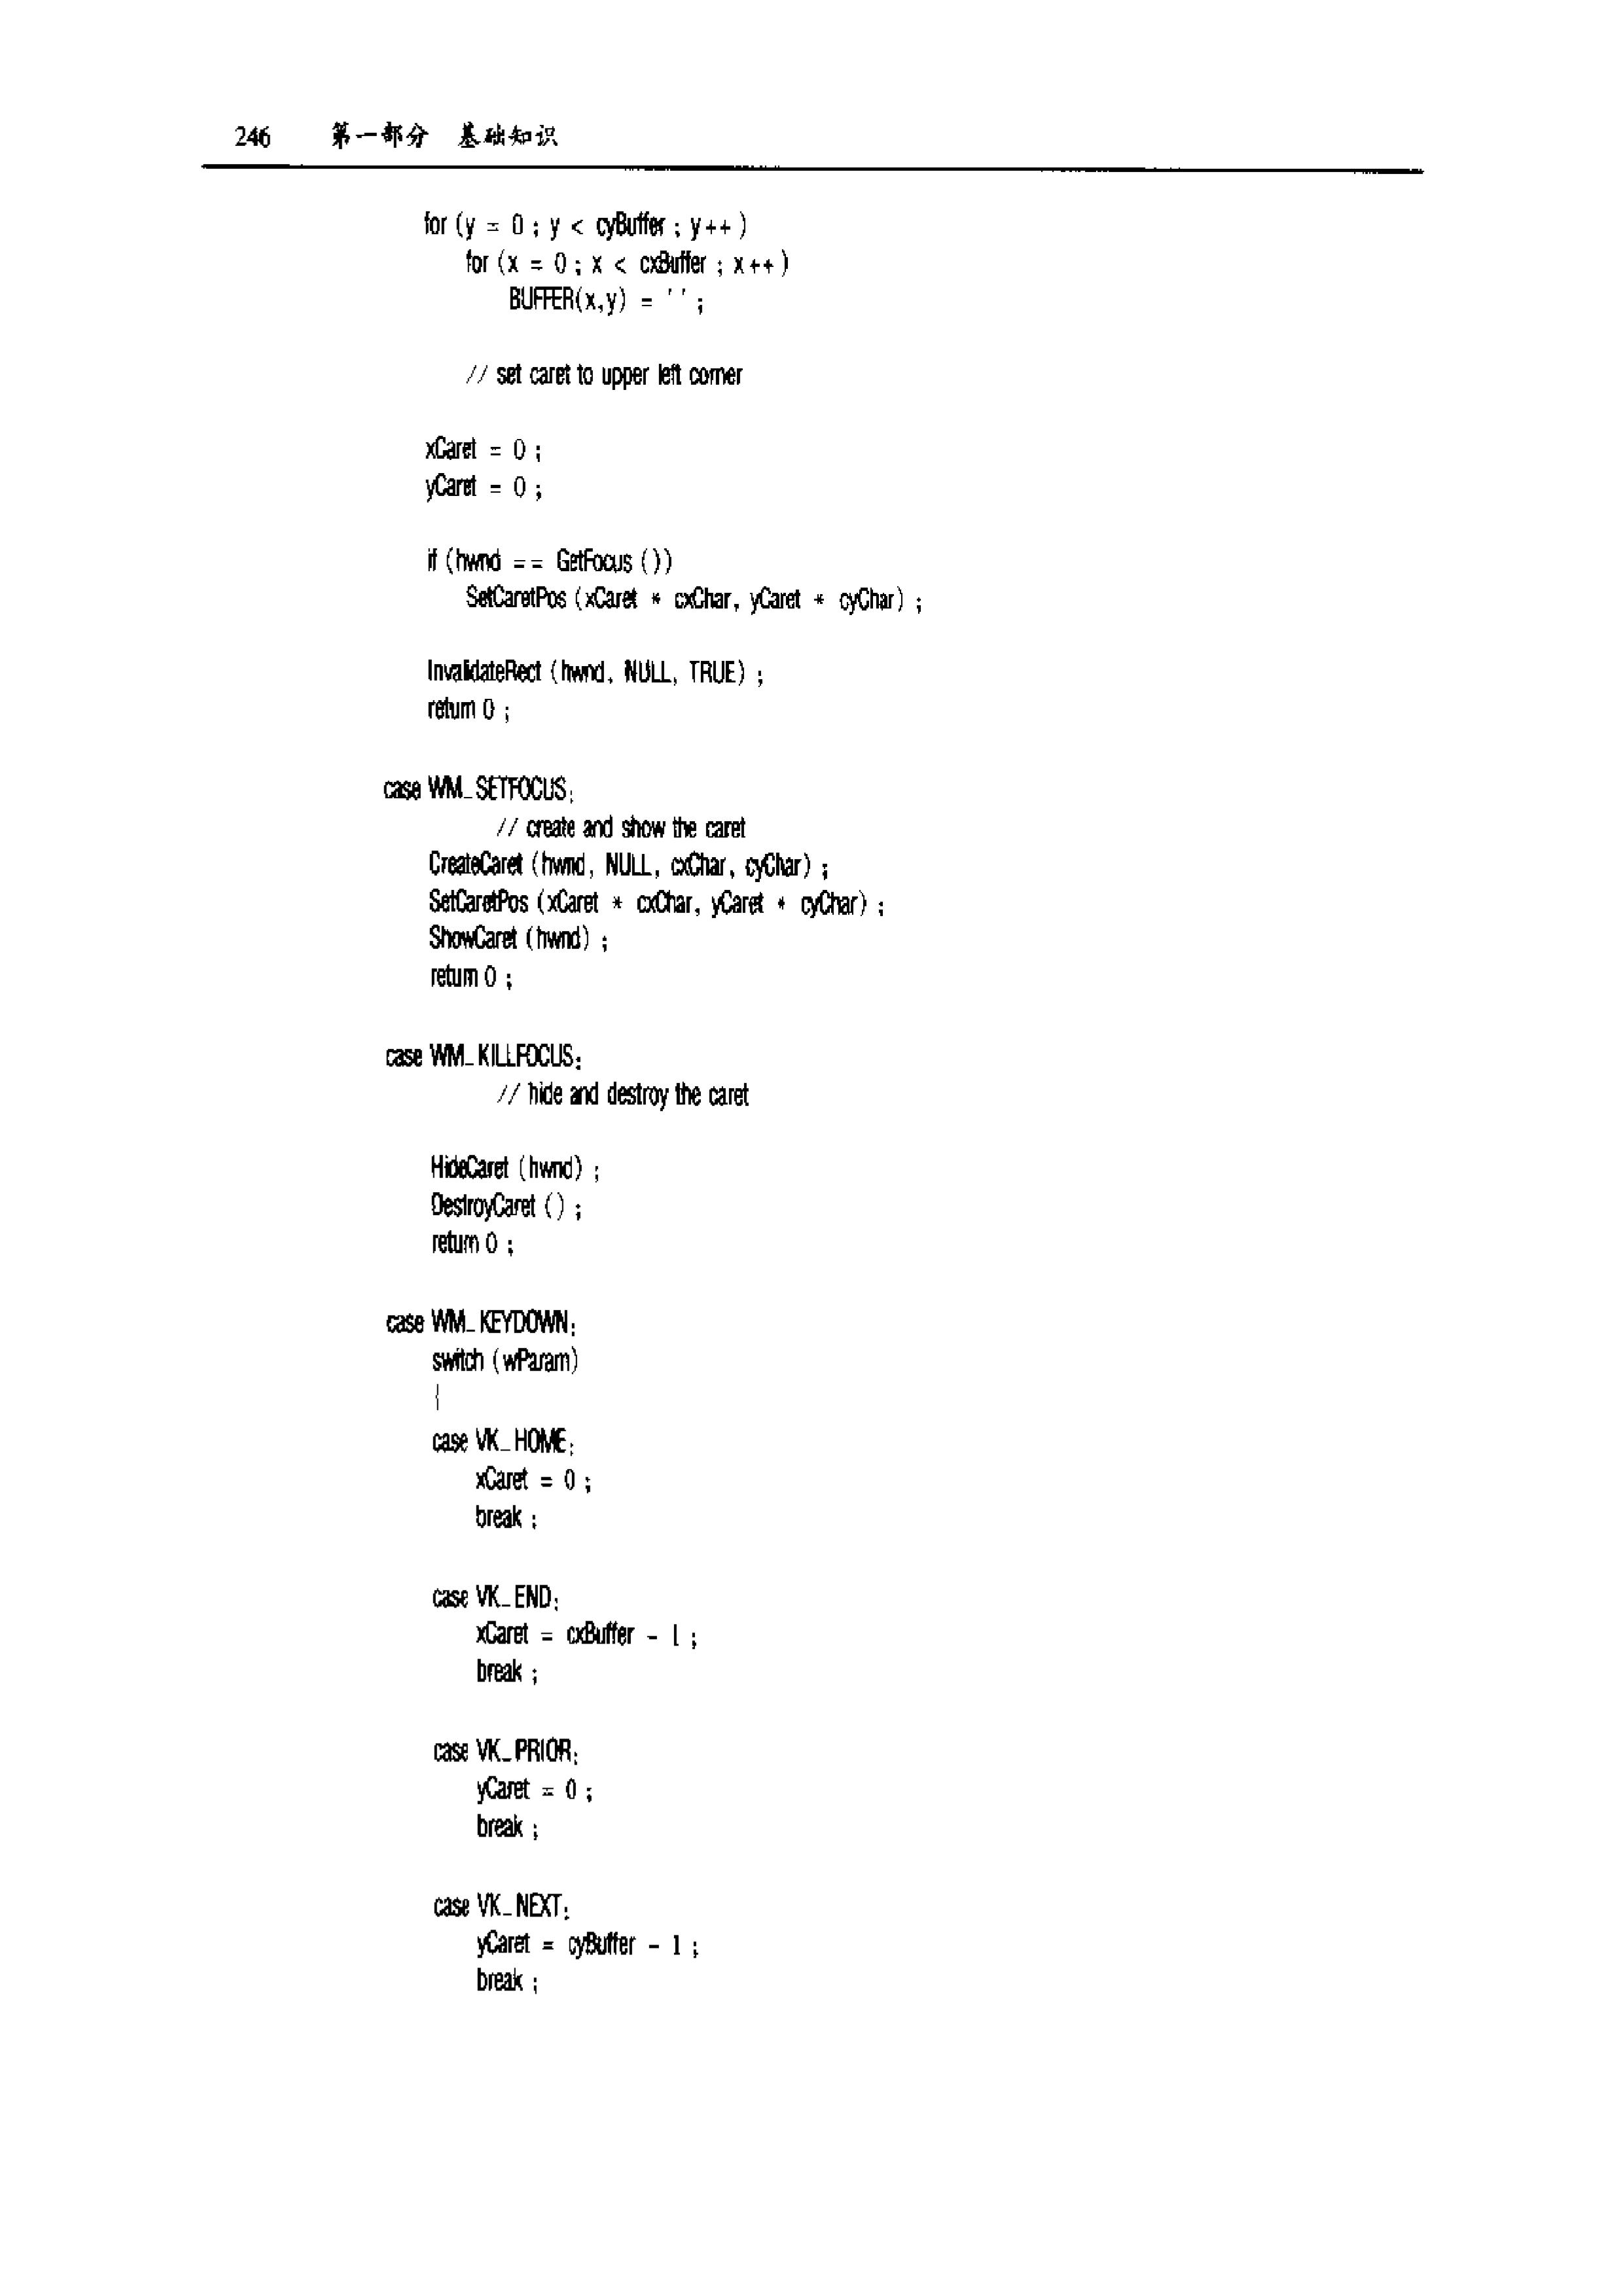 246 第一部分 基础知识
for (y = 0 ; y < cyBuffer ; y++ )
for (x = 0 ; x < cxBuffer ; x++ )
BUFFER(x,y) = ' ' ;
// set caret to upper left corner
xCaret = 0 ;
yCaret = 0 ;
if (hwnd == GetFocus ())
SetCaretPos (xCaret * cxChar, yCaret * cyChar) ;
InvalidateRect (hwnd, NULL, TRUE) ;
return 0 ;
case WM_SETFOCUS:
// create and show the caret
CreateCaret (hwnd, NULL, cxChar, cyChar) ;
SetCaretPos (xCaret * cxChar, yCaret * cyChar) ;
ShowCaret (hwnd) ;
return 0 ;
case WM_KILLFOCUS:
// hide and destroy the caret
HideCaret (hwnd) ;
DestroyCaret () ;
return 0 ;
case WM_KEYDOWN:
switch (wParam)
{
case VK_HOME:
xCaret = 0 ;
break ;
case VK_END:
xCaret = cxBuffer - 1 ;
break ;
case VK_PRIOR:
yCaret = 0 ;
break ;
case VK_NEXT:
yCaret = cyBuffer - 1 ;
break ;